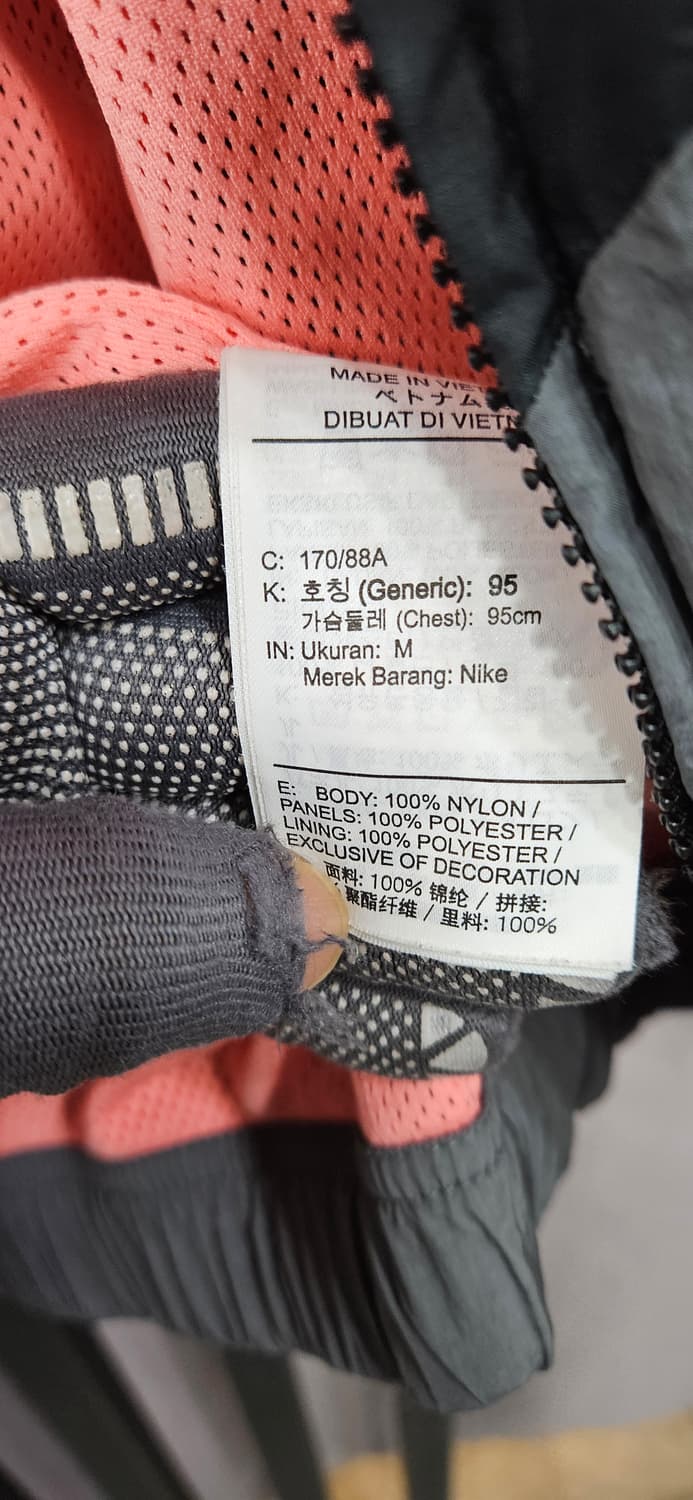 MADE IN VIET
ベトナム
DIBUAT DI VIETN
C: 170/88A
K: 호칭 (Generic): 95
가슴둘레 (Chest): 95cm
IN: Ukuran: M
Merek Barang: Nike
E: BODY: 100% NYLON /
PANELS: 100% POLYESTER /
LINING: 100% POLYESTER /
EXCLUSIVE OF DECORATION
面料: 100% 锦纶 / 拼接:
聚酯纤维 / 里料: 100%